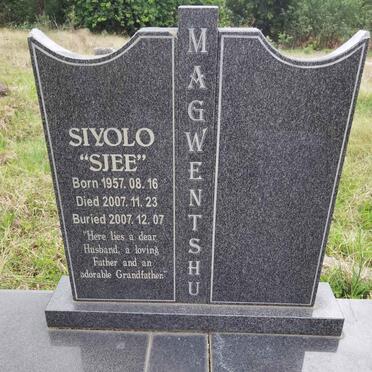 MAGWENTSHU
SIYOLO
"SJEE"
Born 1957. 08. 16
Died 2007. 11. 23
Buried 2007. 12. 07
"Here lies a dear
Husband, a loving
Father and an
adorable Grandfather"